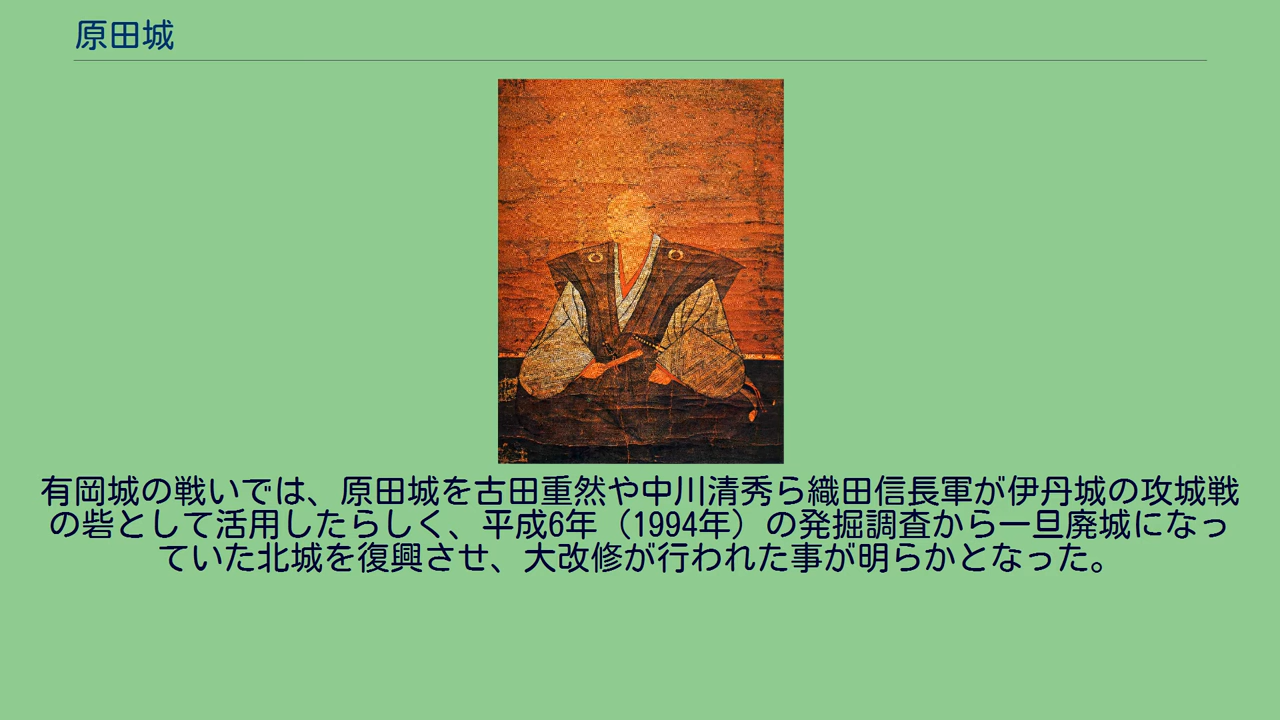 原田城
有岡城の戦いでは、原田城を古田重然や中川清秀ら織田信長軍が伊丹城の攻城戦
の砦として活用したらしく、平成6年（1994年）の発掘調査から一旦廃城になっ
ていた北城を復興させ、大改修が行われた事が明らかとなった。